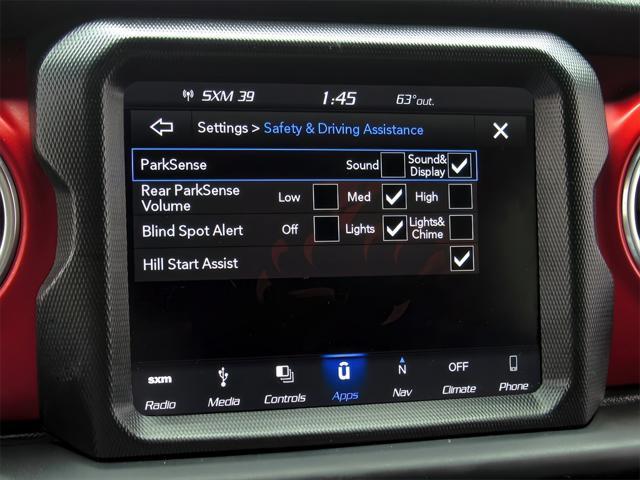 SXM 39 1:45 63°out.
Settings > Safety & Driving Assistance
ParkSense Sound Sound& Display
Rear ParkSense Volume Low Med High
Blind Spot Alert Off Lights Lights& Chime
Hill Start Assist
sxm û N OFF
Radio Media Controls Apps Nav Climate Phone